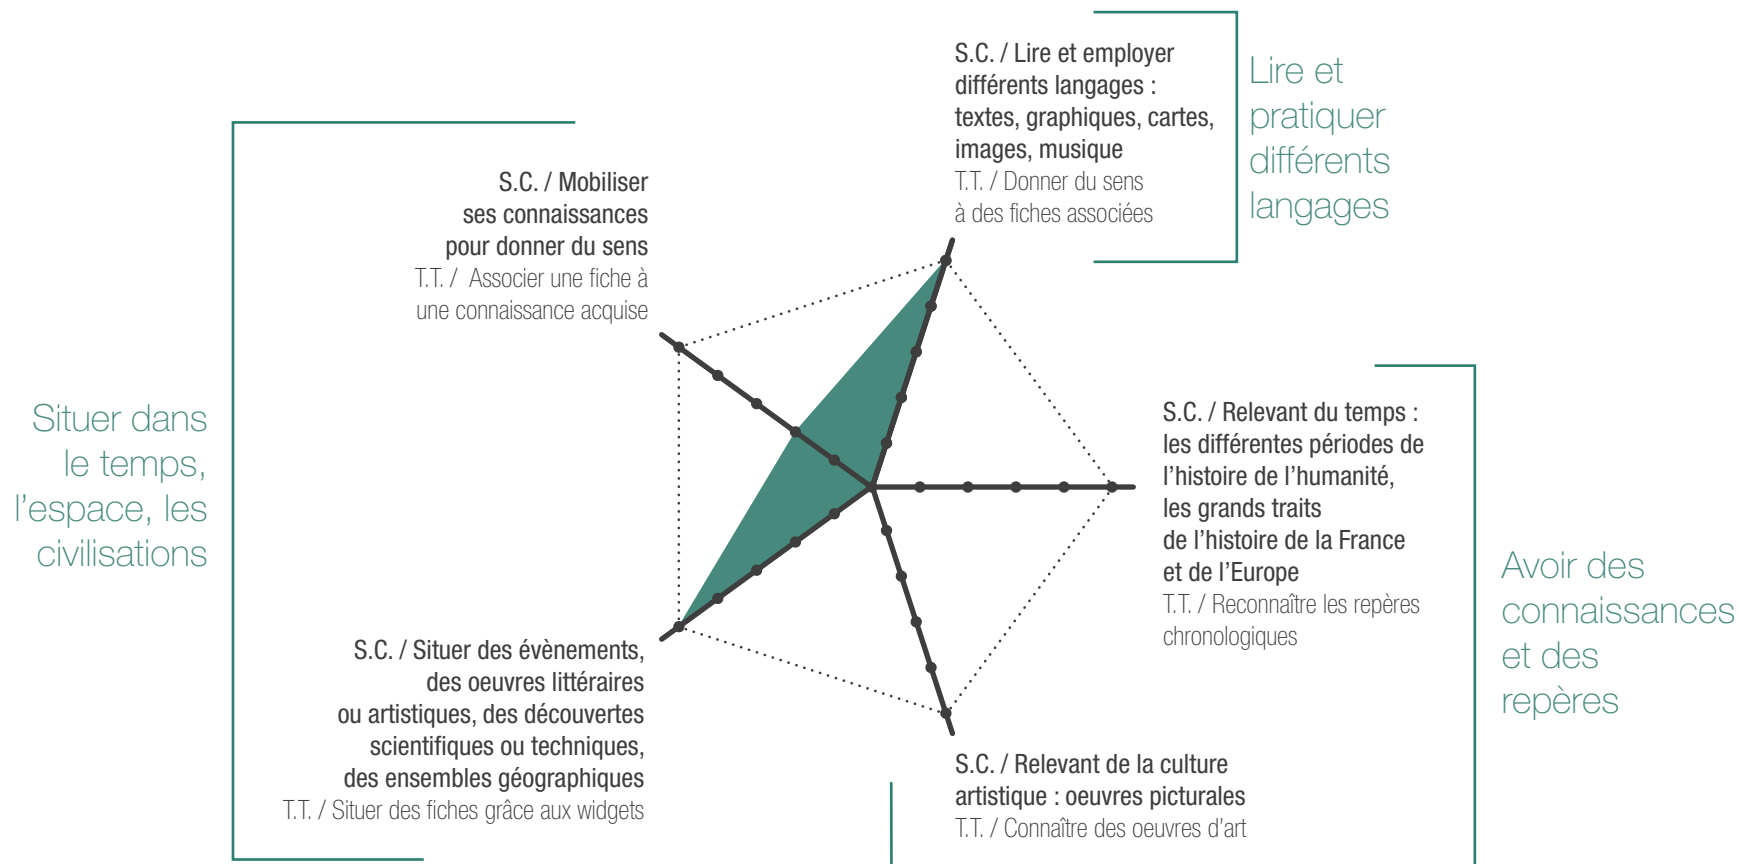 S.C. / Lire et employer
différents langages :
textes, graphiques, cartes,
images, musique
T.T. / Donner du sens
à des fiches associées
Lire et
pratiquer
différents
langages
S.C. / Mobiliser
ses connaissances
pour donner du sens
T.T. /  Associer une fiche à
une connaissance acquise
Situer dans
le temps,
l'espace, les
civilisations
S.C. / Relevant du temps :
les différentes périodes de
l'histoire de l'humanité,
les grands traits
de l'histoire de la France
et de l'Europe
T.T. / Reconnaître les repères
chronologiques
Avoir des
connaissances
et des
repères
S.C. / Situer des évènements,
des oeuvres littéraires
ou artistiques, des découvertes
scientifiques ou techniques,
des ensembles géographiques
T.T. / Situer des fiches grâce aux widgets
S.C. / Relevant de la culture
artistique : oeuvres picturales
T.T. / Connaître des oeuvres d'art